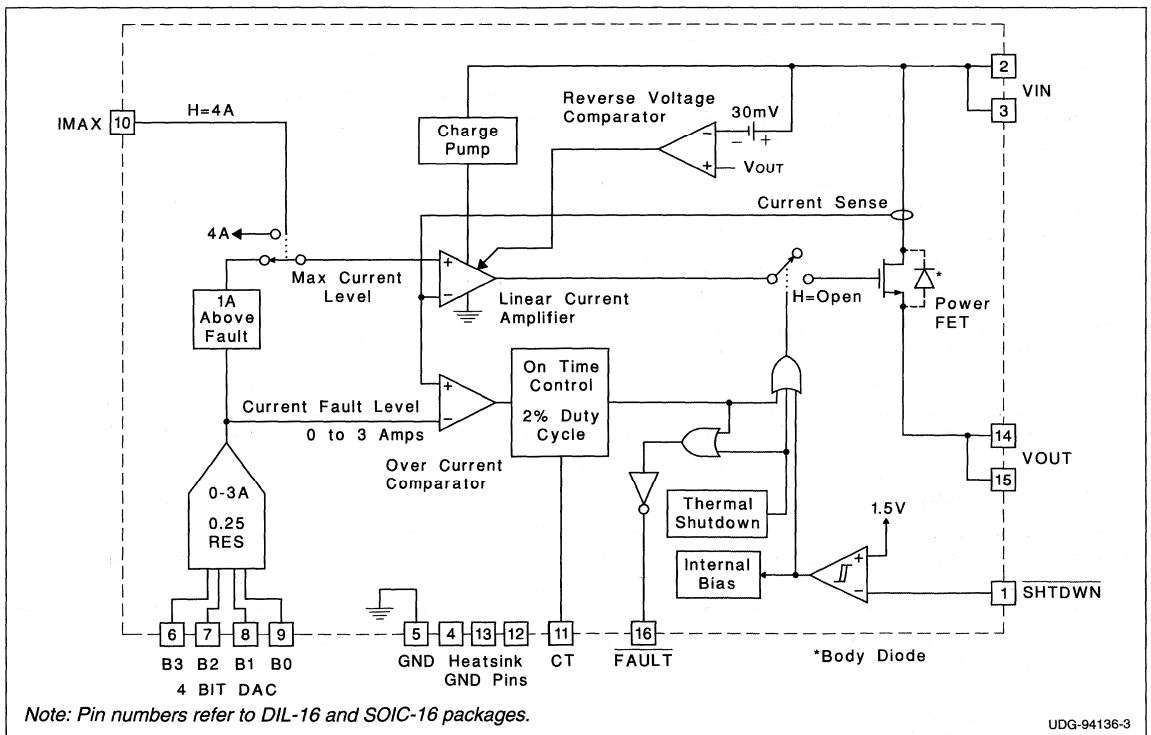 IMAX
10
H=4A
Charge
Pump
Reverse Voltage
Comparator
30mV
−
+
−
+
VOUT
2
VIN
3
Current Sense
4A
Max Current
Level
+
−
Linear Current
Amplifier
H=Open
*
Power
FET
1A
Above
Fault
On Time
Control
2% Duty
Cycle
+
−
Current Fault Level
0 to 3 Amps
Over Current
Comparator
14
VOUT
15
0-3A
0.25
RES
Thermal
Shutdown
1.5V
Internal
Bias
+
−
1
SHTDWN
6
7
8
9
5
4
13
12
11
16
B3
B2
B1
B0
GND
Heatsink
GND Pins
CT
FAULT
*Body Diode
4 BIT DAC
Note: Pin numbers refer to DIL-16 and SOIC-16 packages.
UDG-94136-3